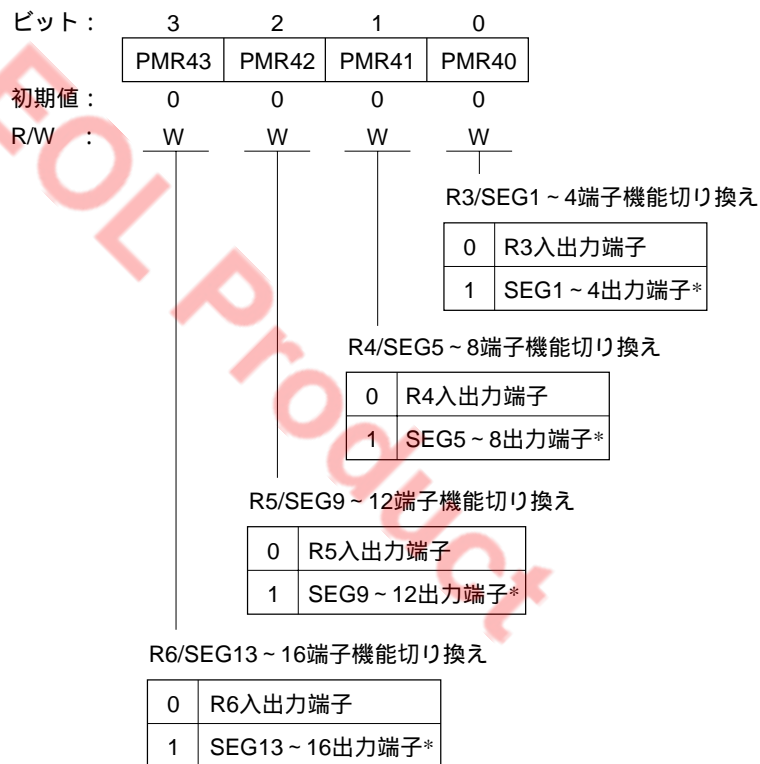 ビット： 3 2 1 0
PMR43 PMR42 PMR41 PMR40
初期値： 0 0 0 0
R/W ： W W W W
R3/SEG1～4端子機能切り換え
0 R3入出力端子
1 SEG1～4出力端子*
R4/SEG5～8端子機能切り換え
0 R4入出力端子
1 SEG5～8出力端子*
R5/SEG9～12端子機能切り換え
0 R5入出力端子
1 SEG9～12出力端子*
R6/SEG13～16端子機能切り換え
0 R6入出力端子
1 SEG13～16出力端子*
EOL Product